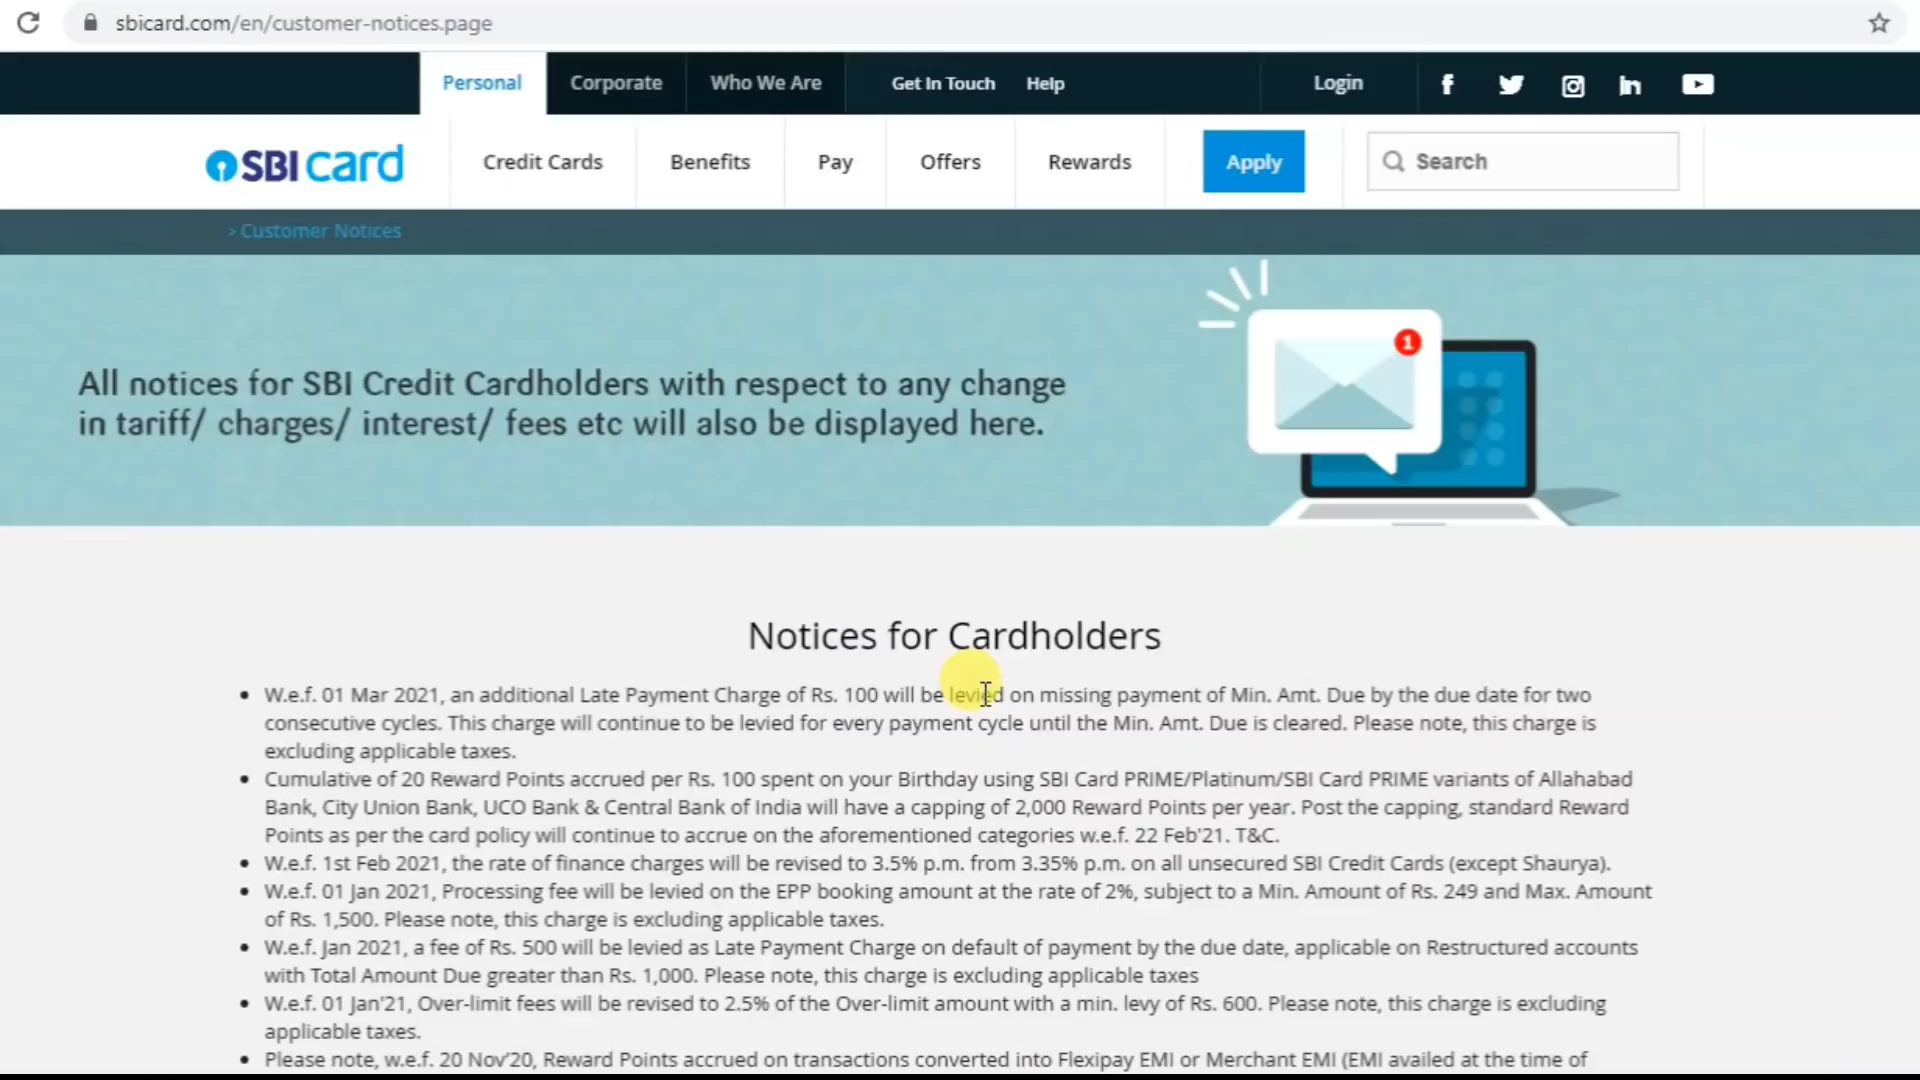 sbicard.com/en/customer-notices.page
Personal
Corporate
Who We Are
Get In Touch
Help
Login
SBI card
Credit Cards
Benefits
Pay
Offers
Rewards
Apply
Search
> Customer Notices
All notices for SBI Credit Cardholders with respect to any change
in tariff/ charges/ interest/ fees etc will also be displayed here.
1
Notices for Cardholders
• W.e.f. 01 Mar 2021, an additional Late Payment Charge of Rs. 100 will be levied on missing payment of Min. Amt. Due by the due date for two
consecutive cycles. This charge will continue to be levied for every payment cycle until the Min. Amt. Due is cleared. Please note, this charge is
excluding applicable taxes.
• Cumulative of 20 Reward Points accrued per Rs. 100 spent on your Birthday using SBI Card PRIME/Platinum/SBI Card PRIME variants of Allahabad
Bank, City Union Bank, UCO Bank & Central Bank of India will have a capping of 2,000 Reward Points per year. Post the capping, standard Reward
Points as per the card policy will continue to accrue on the aforementioned categories w.e.f. 22 Feb'21. T&C.
• W.e.f. 1st Feb 2021, the rate of finance charges will be revised to 3.5% p.m. from 3.35% p.m. on all unsecured SBI Credit Cards (except Shaurya).
• W.e.f. 01 Jan 2021, Processing fee will be levied on the EPP booking amount at the rate of 2%, subject to a Min. Amount of Rs. 249 and Max. Amount
of Rs. 1,500. Please note, this charge is excluding applicable taxes.
• W.e.f. Jan 2021, a fee of Rs. 500 will be levied as Late Payment Charge on default of payment by the due date, applicable on Restructured accounts
with Total Amount Due greater than Rs. 1,000. Please note, this charge is excluding applicable taxes
• W.e.f. 01 Jan'21, Over-limit fees will be revised to 2.5% of the Over-limit amount with a min. levy of Rs. 600. Please note, this charge is excluding
applicable taxes.
• Please note, w.e.f. 20 Nov'20, Reward Points accrued on transactions converted into Flexipay EMI or Merchant EMI (EMI availed at the time of